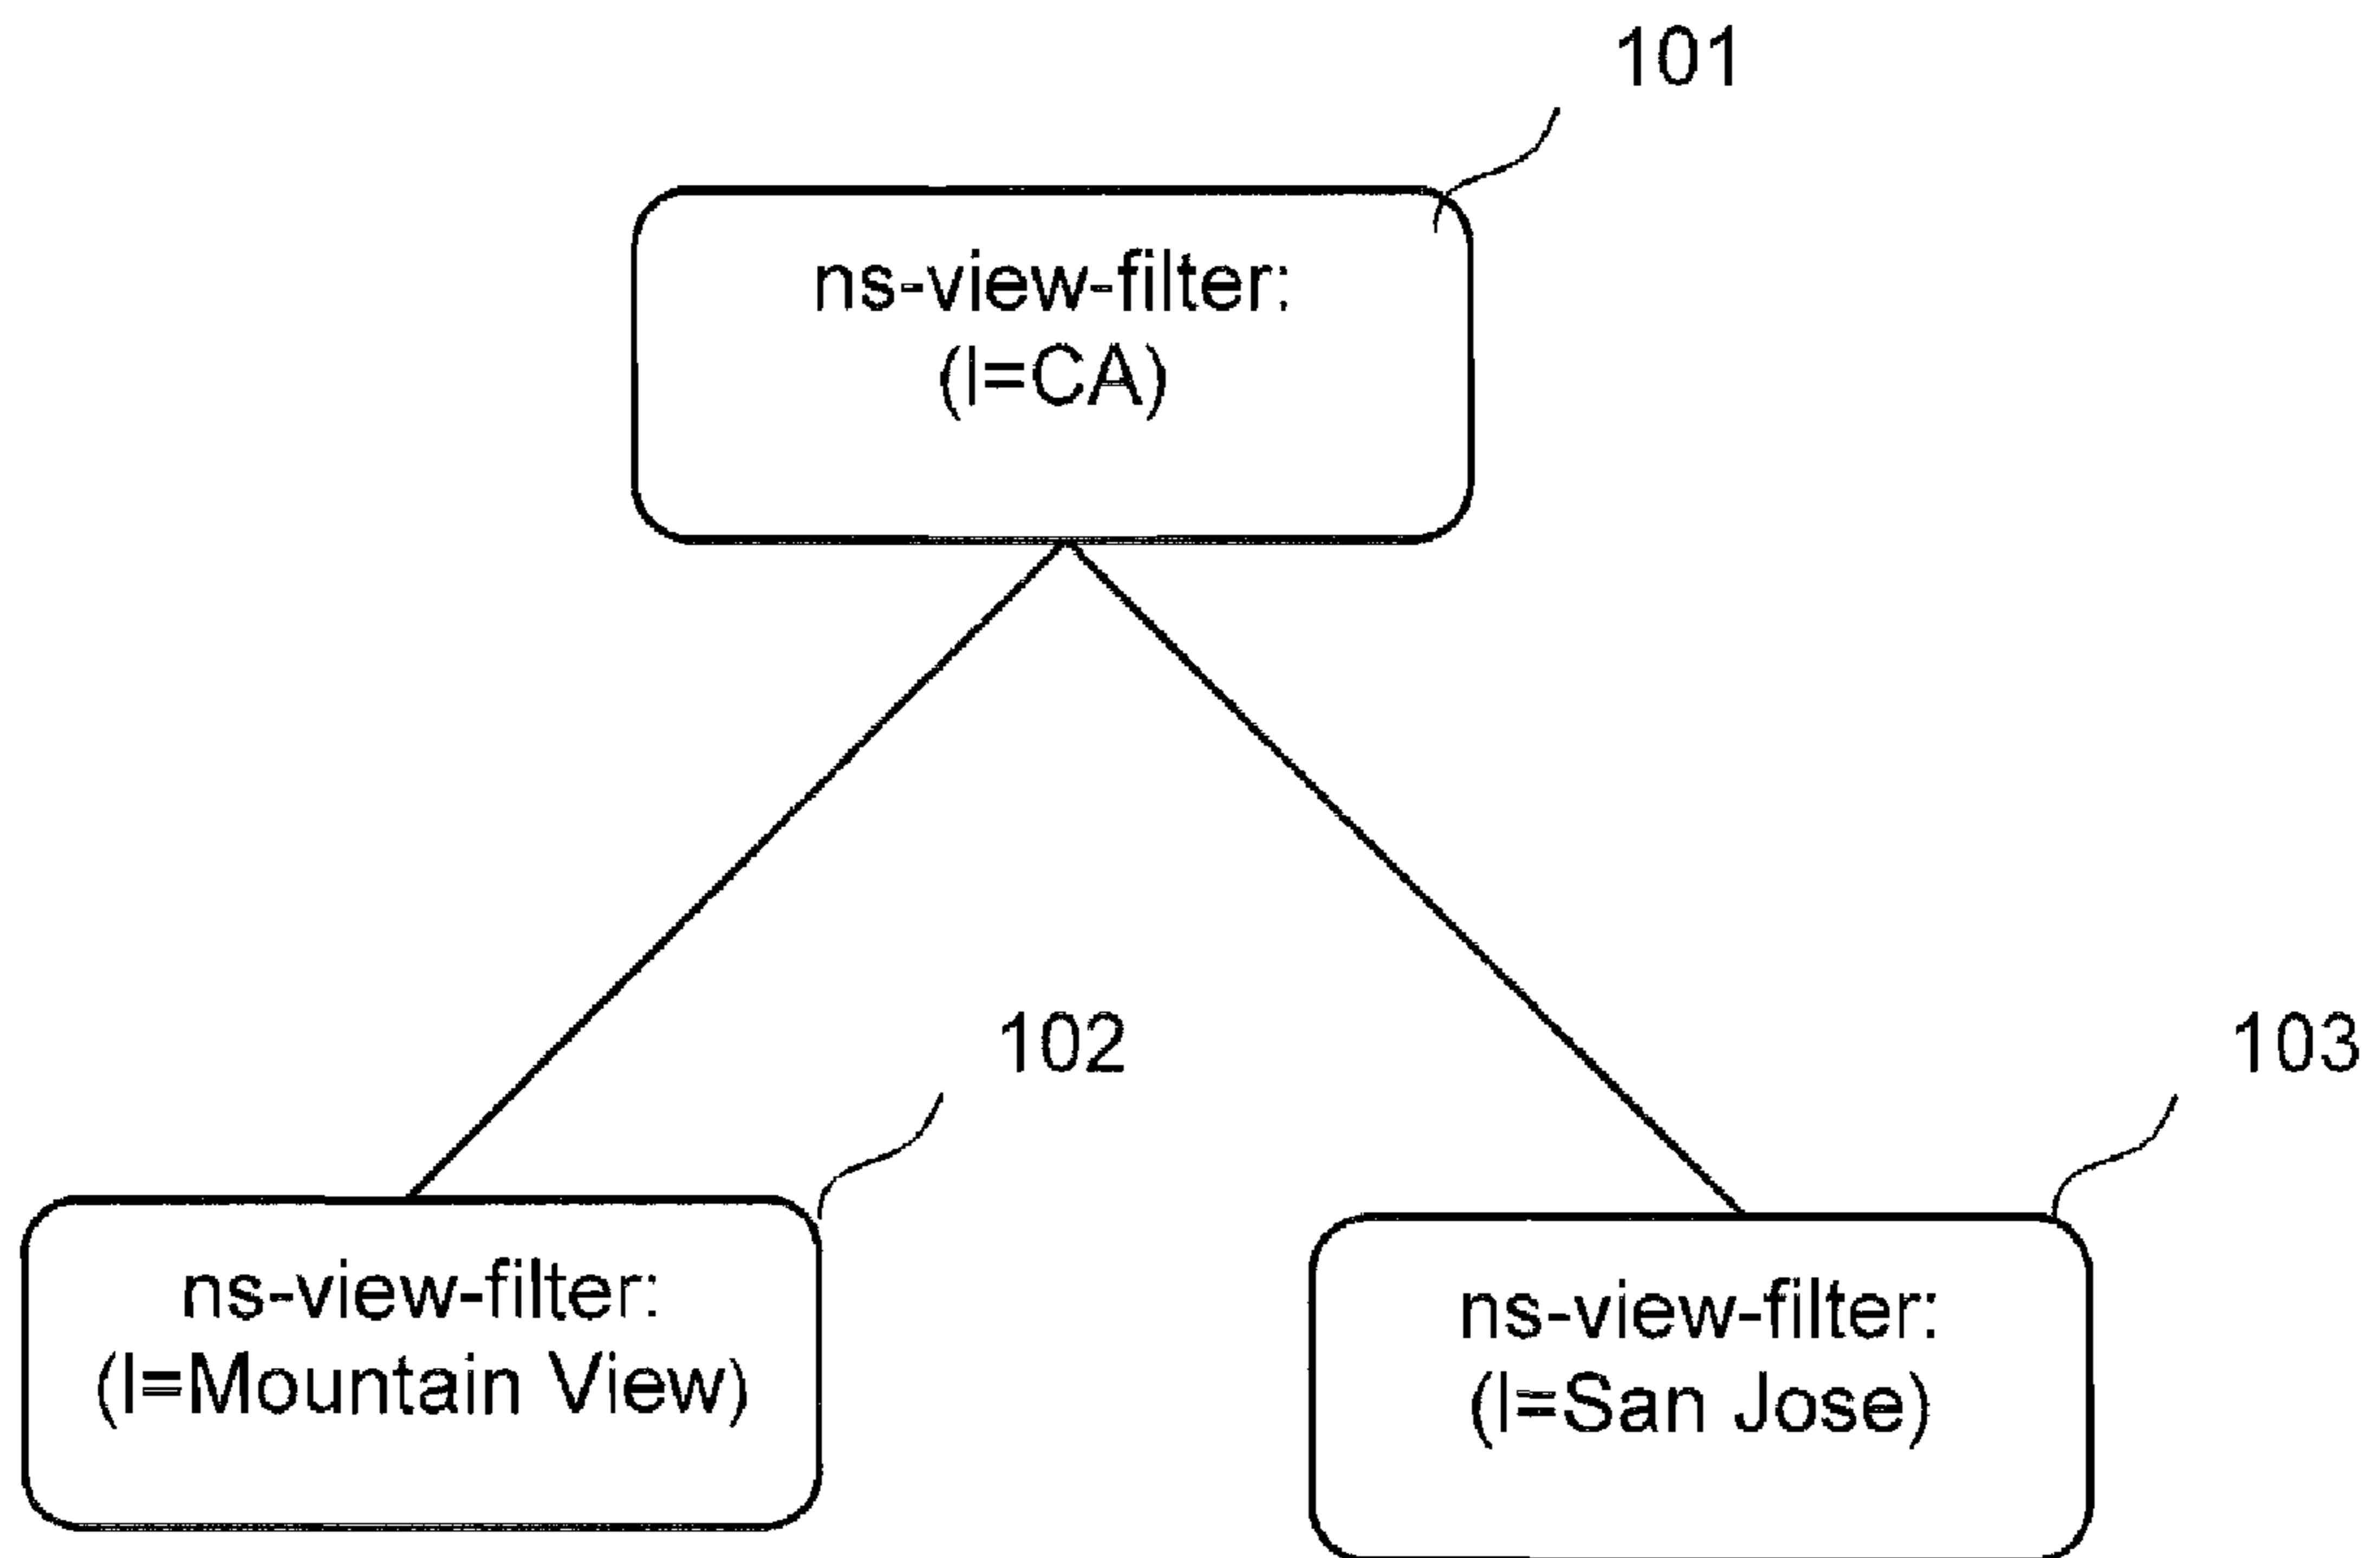 101
ns-view-filter:
(l=CA)
102
103
ns-view-filter:
(l=Mountain View)
ns-view-filter:
(l=San Jose)